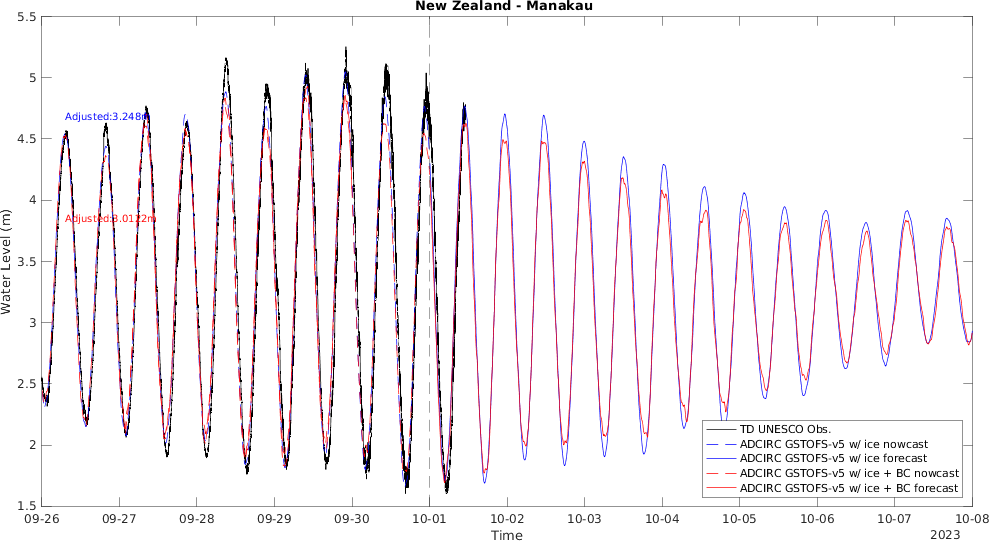 New Zealand - Manakau
5.5
5
4.5
4
3.5
3
2.5
2
1.5
Water Level (m)
Adjusted:3.248m
Adjusted:3.0122m
TD UNESCO Obs.
ADCIRC GSTOFS-v5 w/ ice nowcast
ADCIRC GSTOFS-v5 w/ ice forecast
ADCIRC GSTOFS-v5 w/ ice + BC nowcast
ADCIRC GSTOFS-v5 w/ ice + BC forecast
09-26 09-27 09-28 09-29 09-30 10-01 10-02 10-03 10-04 10-05 10-06 10-07 10-08
Time
2023